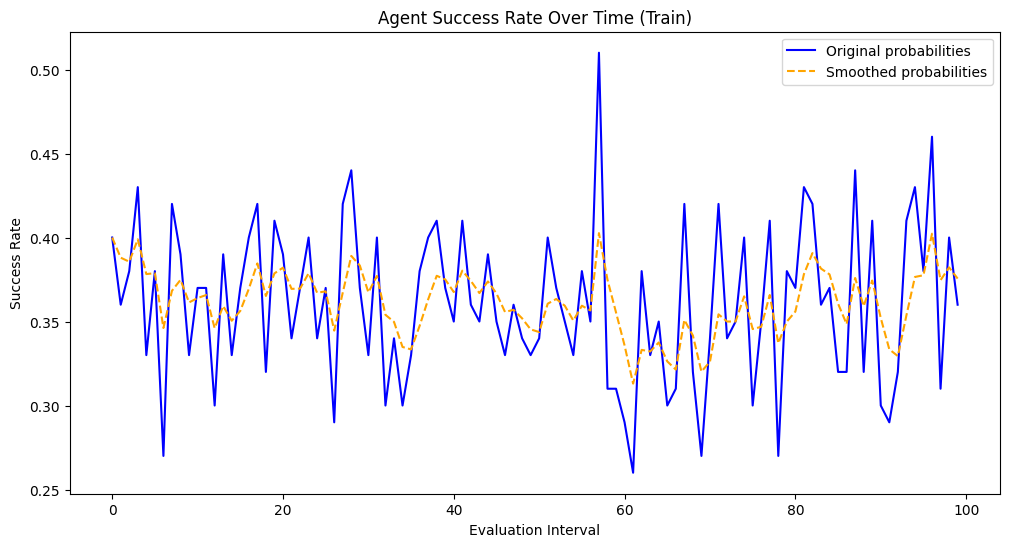 Agent Success Rate Over Time (Train)
Original probabilities
Smoothed probabilities
Success Rate
0.50
0.45
0.40
0.35
0.30
0.25
0 20 40 60 80 100
Evaluation Interval